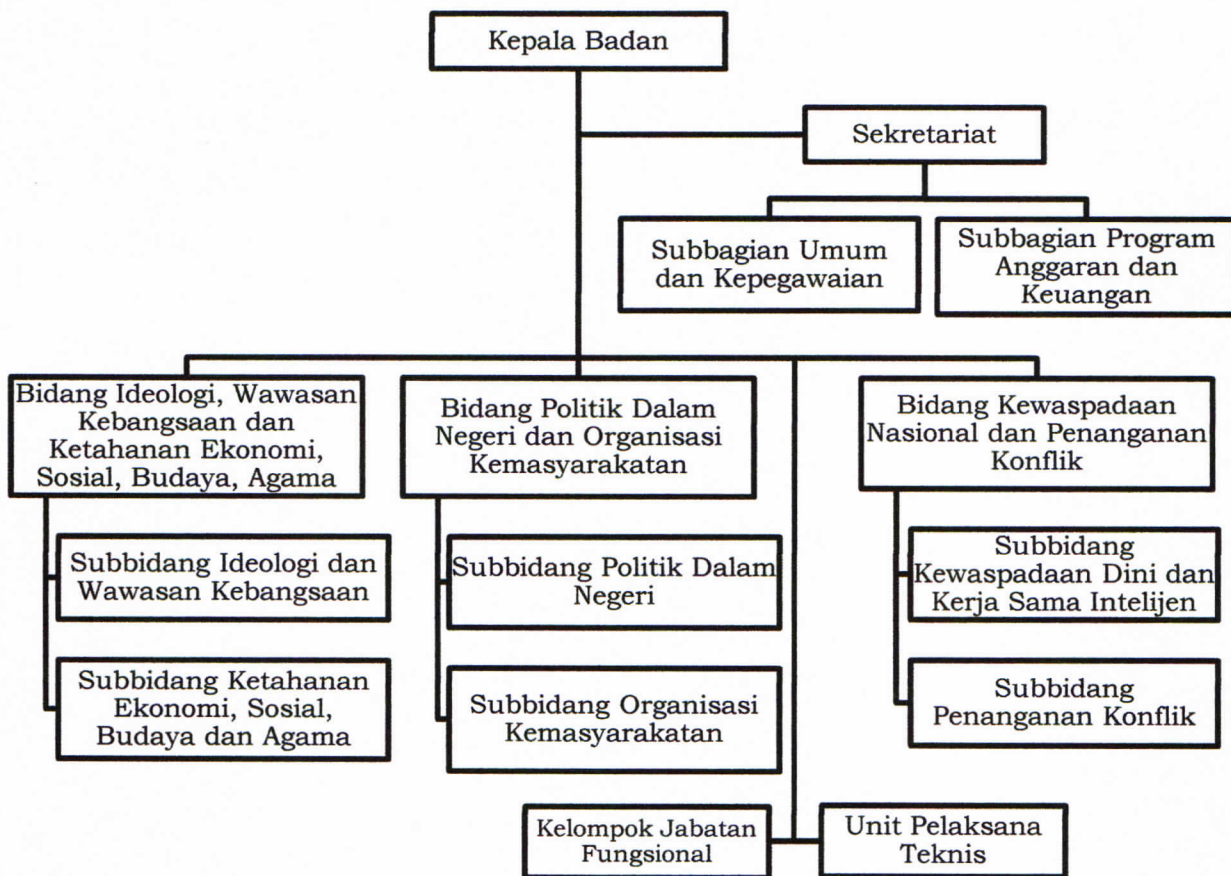 Kepala Badan
Sekretariat
Subbagian Umum
dan Kepegawaian
Subbagian Program
Anggaran dan
Keuangan
Bidang Ideologi, Wawasan
Kebangsaan dan
Ketahanan Ekonomi,
Sosial, Budaya, Agama
Subbidang Ideologi dan
Wawasan Kebangsaan
Subbidang Ketahanan
Ekonomi, Sosial,
Budaya dan Agama
Bidang Politik Dalam
Negeri dan Organisasi
Kemasyarakatan
Subbidang Politik Dalam
Negeri
Subbidang Organisasi
Kemasyarakatan
Bidang Kewaspadaan
Nasional dan Penanganan
Konflik
Subbidang
Kewaspadaan Dini dan
Kerja Sama Intelijen
Subbidang
Penanganan Konflik
Kelompok Jabatan
Fungsional
Unit Pelaksana
Teknis